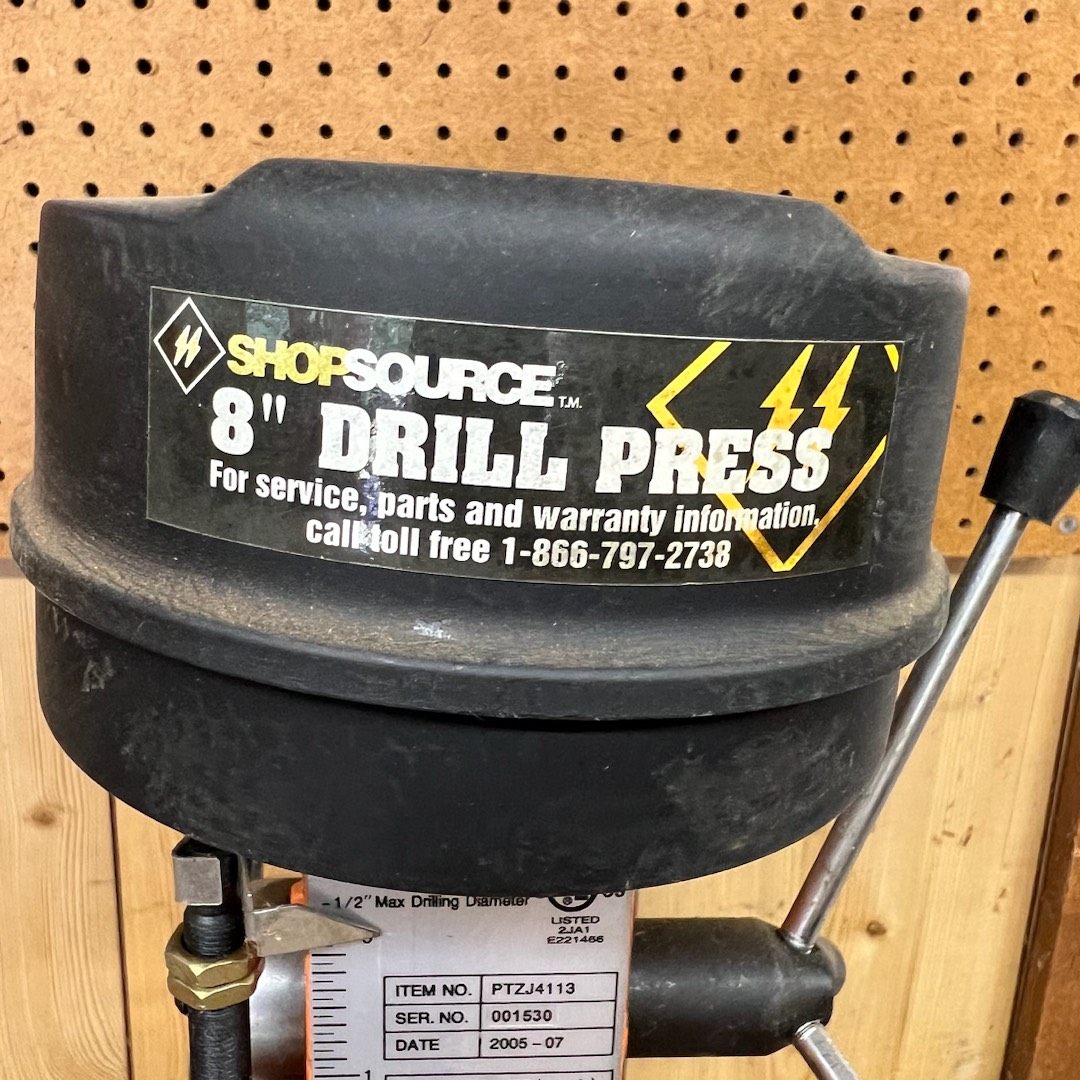 SHOPSOURCE T.M.
8" DRILL PRESS
For service, parts and warranty information,
call toll free 1-866-797-2738
-1/2" Max Drilling Diameter
LISTED
2JA1
E221466
ITEM NO. PTZJ4113
SER. NO. 001530
DATE 2005-07
1